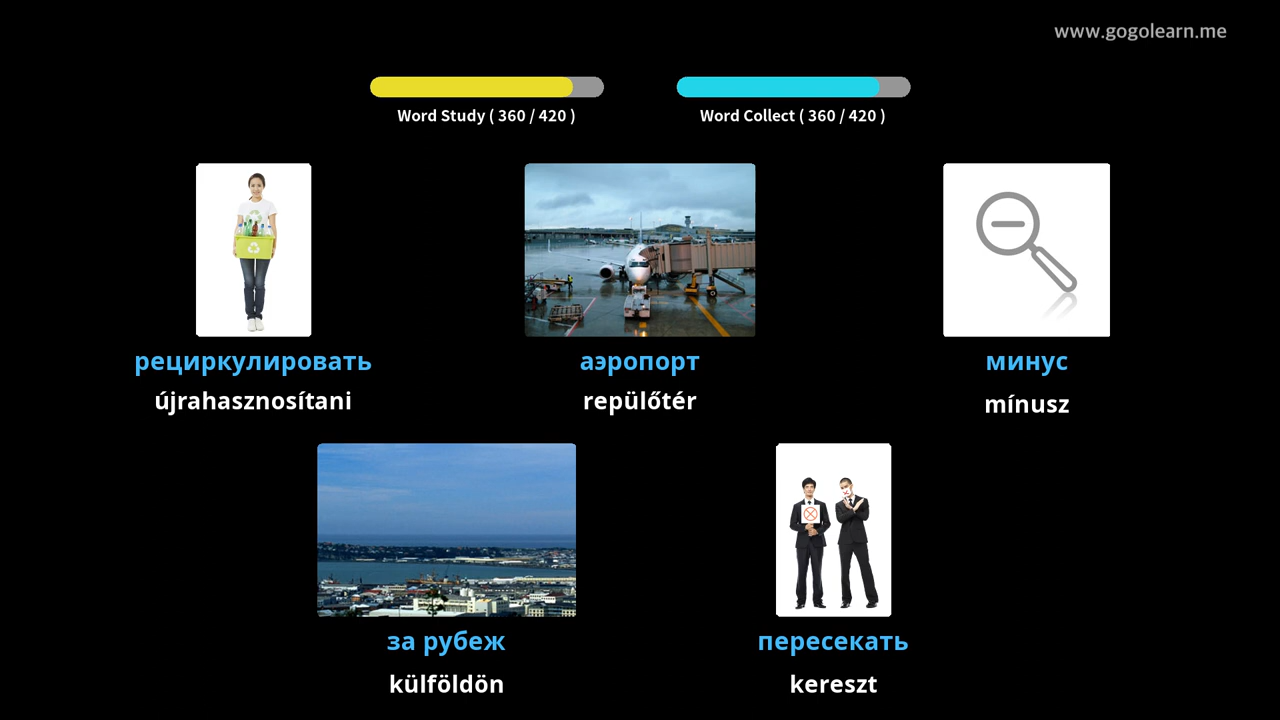 www.gogolearn.me
Word Study ( 360 / 420 )
Word Collect ( 360 / 420 )
рециркулировать
újrahasznosítani
аэропорт
repülőtér
минус
mínusz
за рубеж
külföldön
пересекать
kereszt